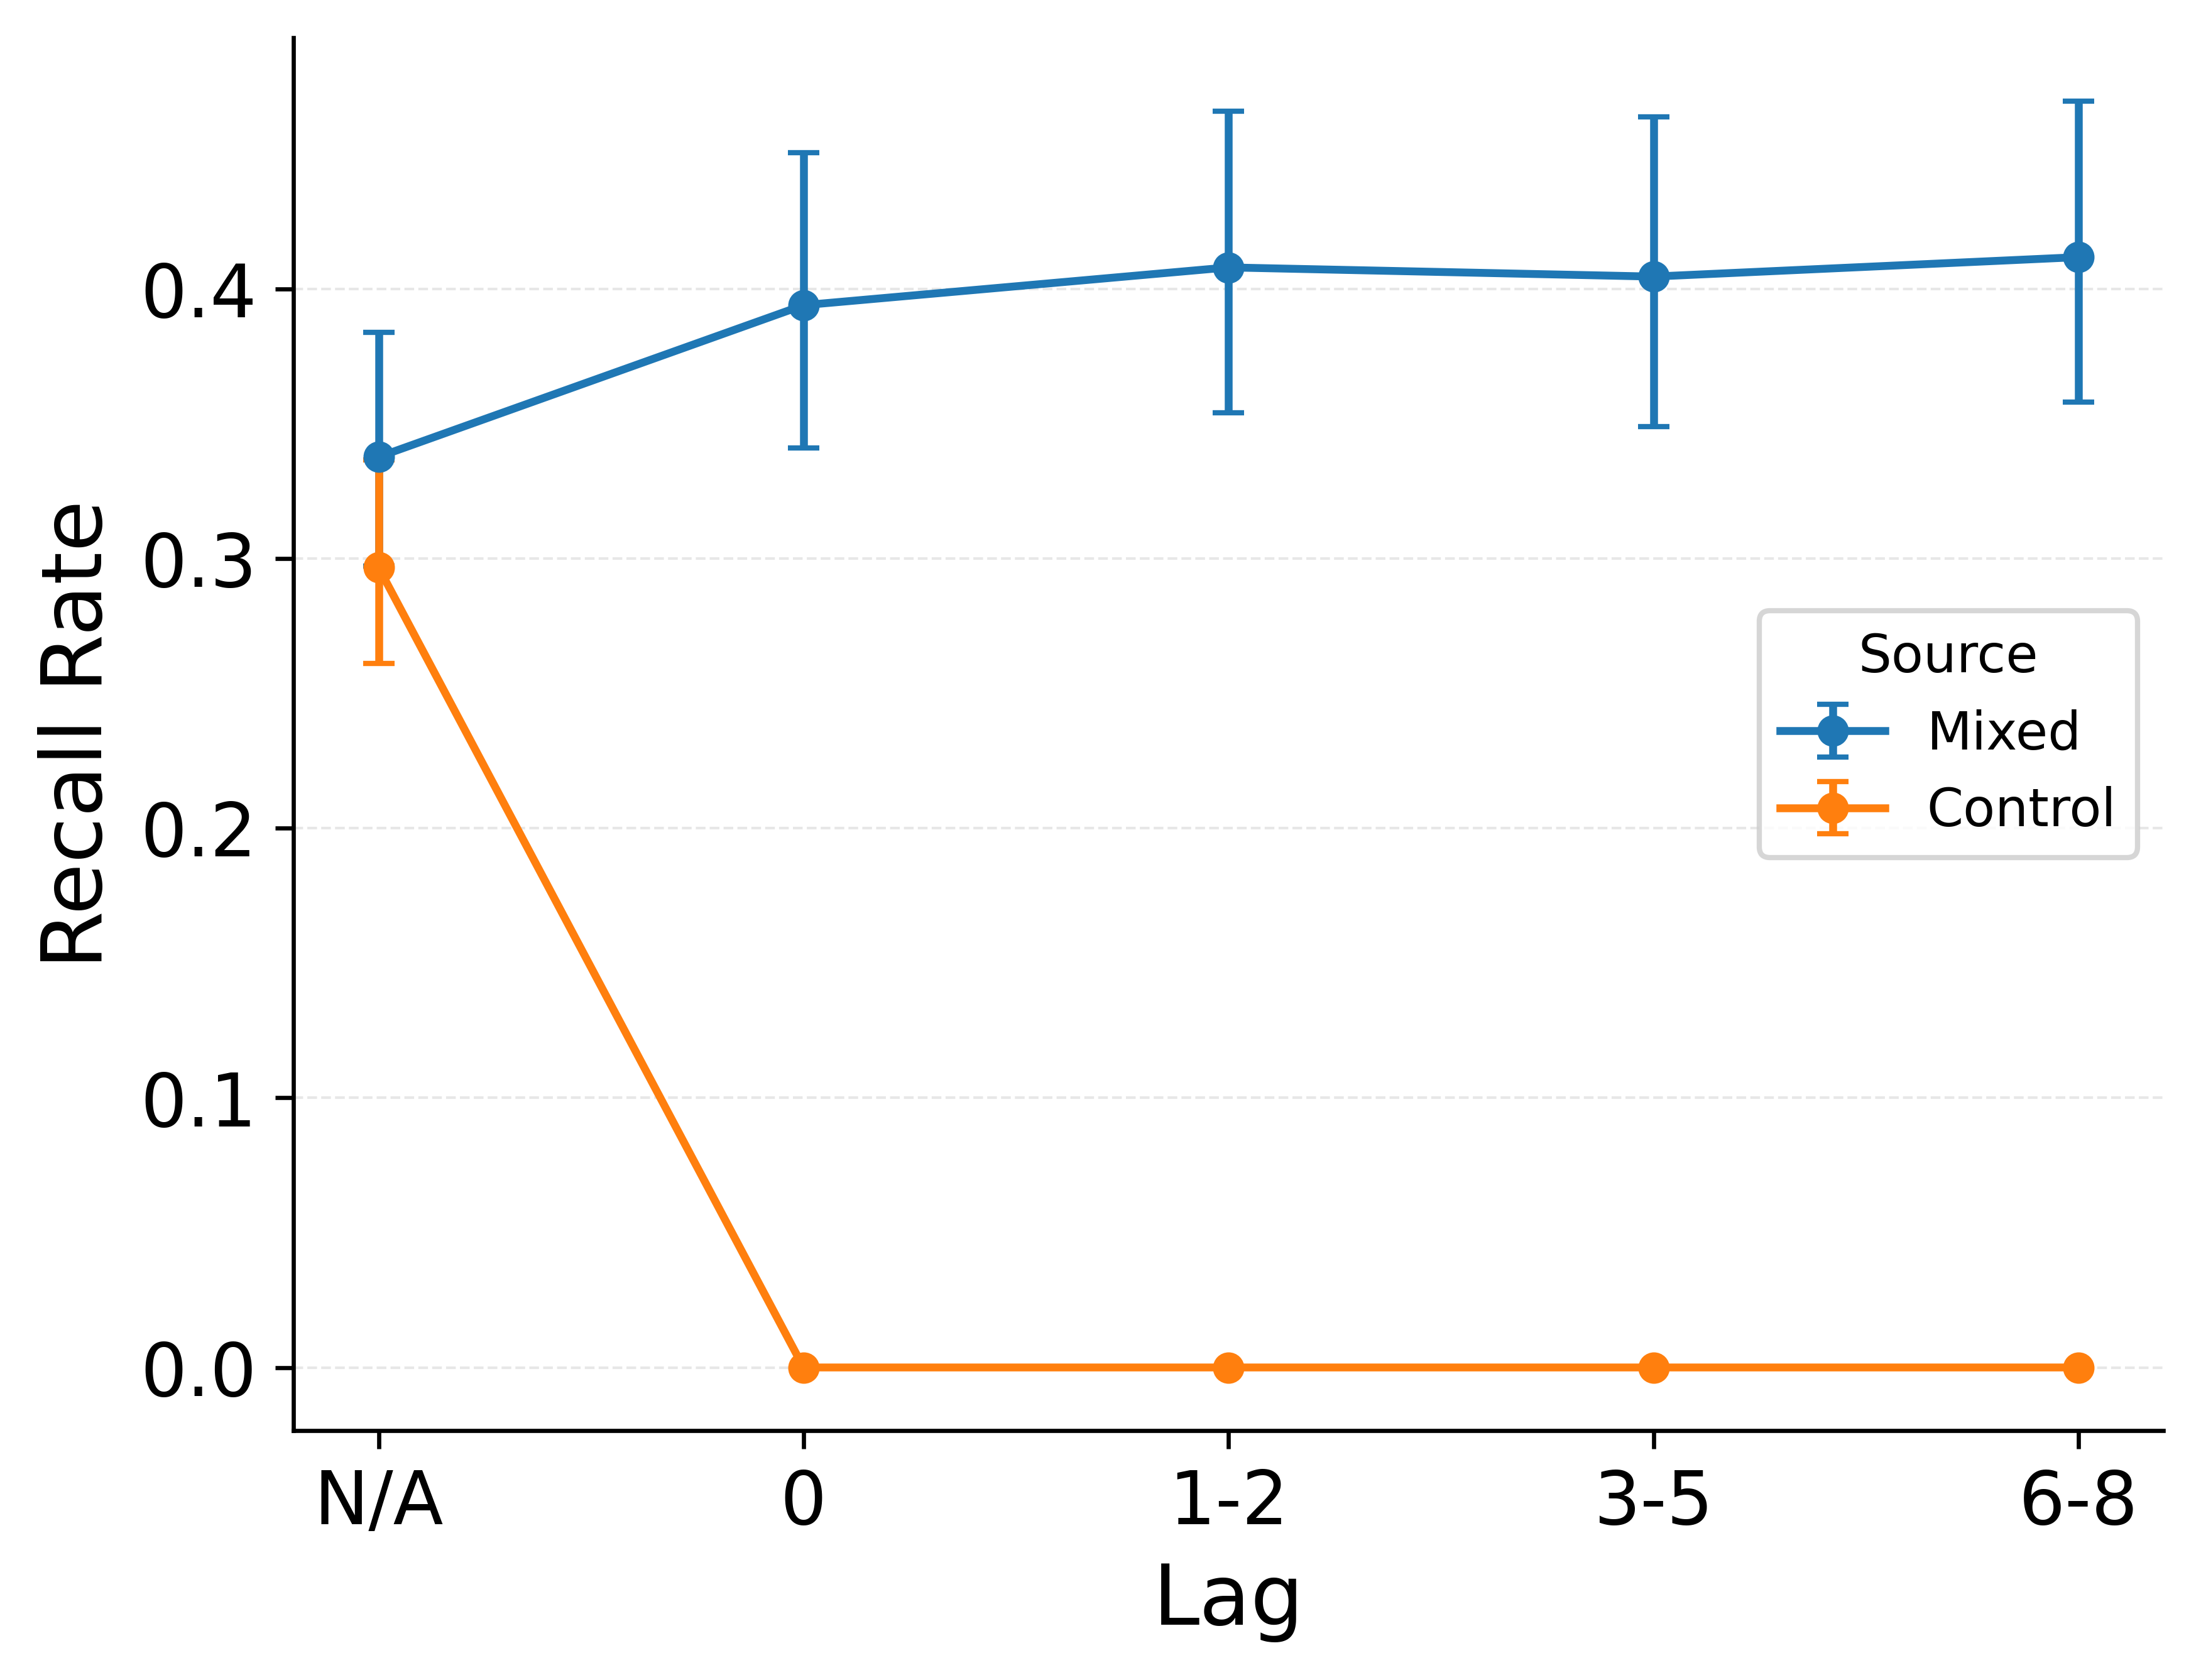 Recall Rate
0.4
0.3
0.2
0.1
0.0
Source
Mixed
Control
N/A
0
1-2
3-5
6-8
Lag